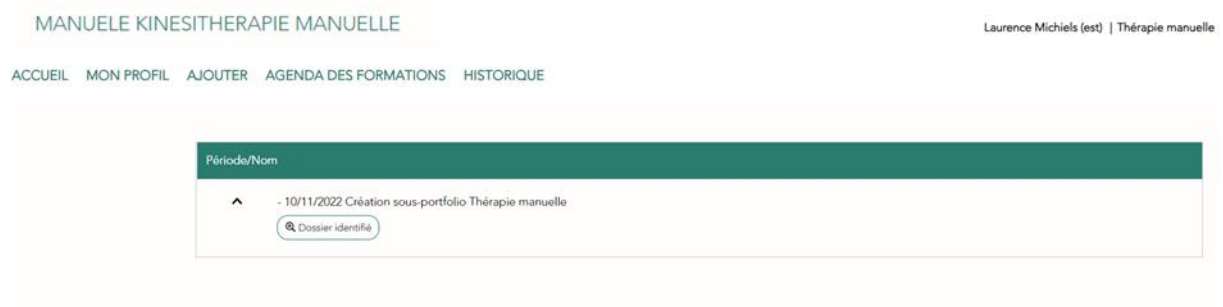 MANUELE KINESITHERAPIE MANUELLE
Laurence Michiels (est) | Thérapie manuelle
ACCUEIL MON PROFIL AJOUTER AGENDA DES FORMATIONS HISTORIQUE
Période/Nom
- 10/11/2022 Création sous-portfolio Thérapie manuelle
Dossier identifié